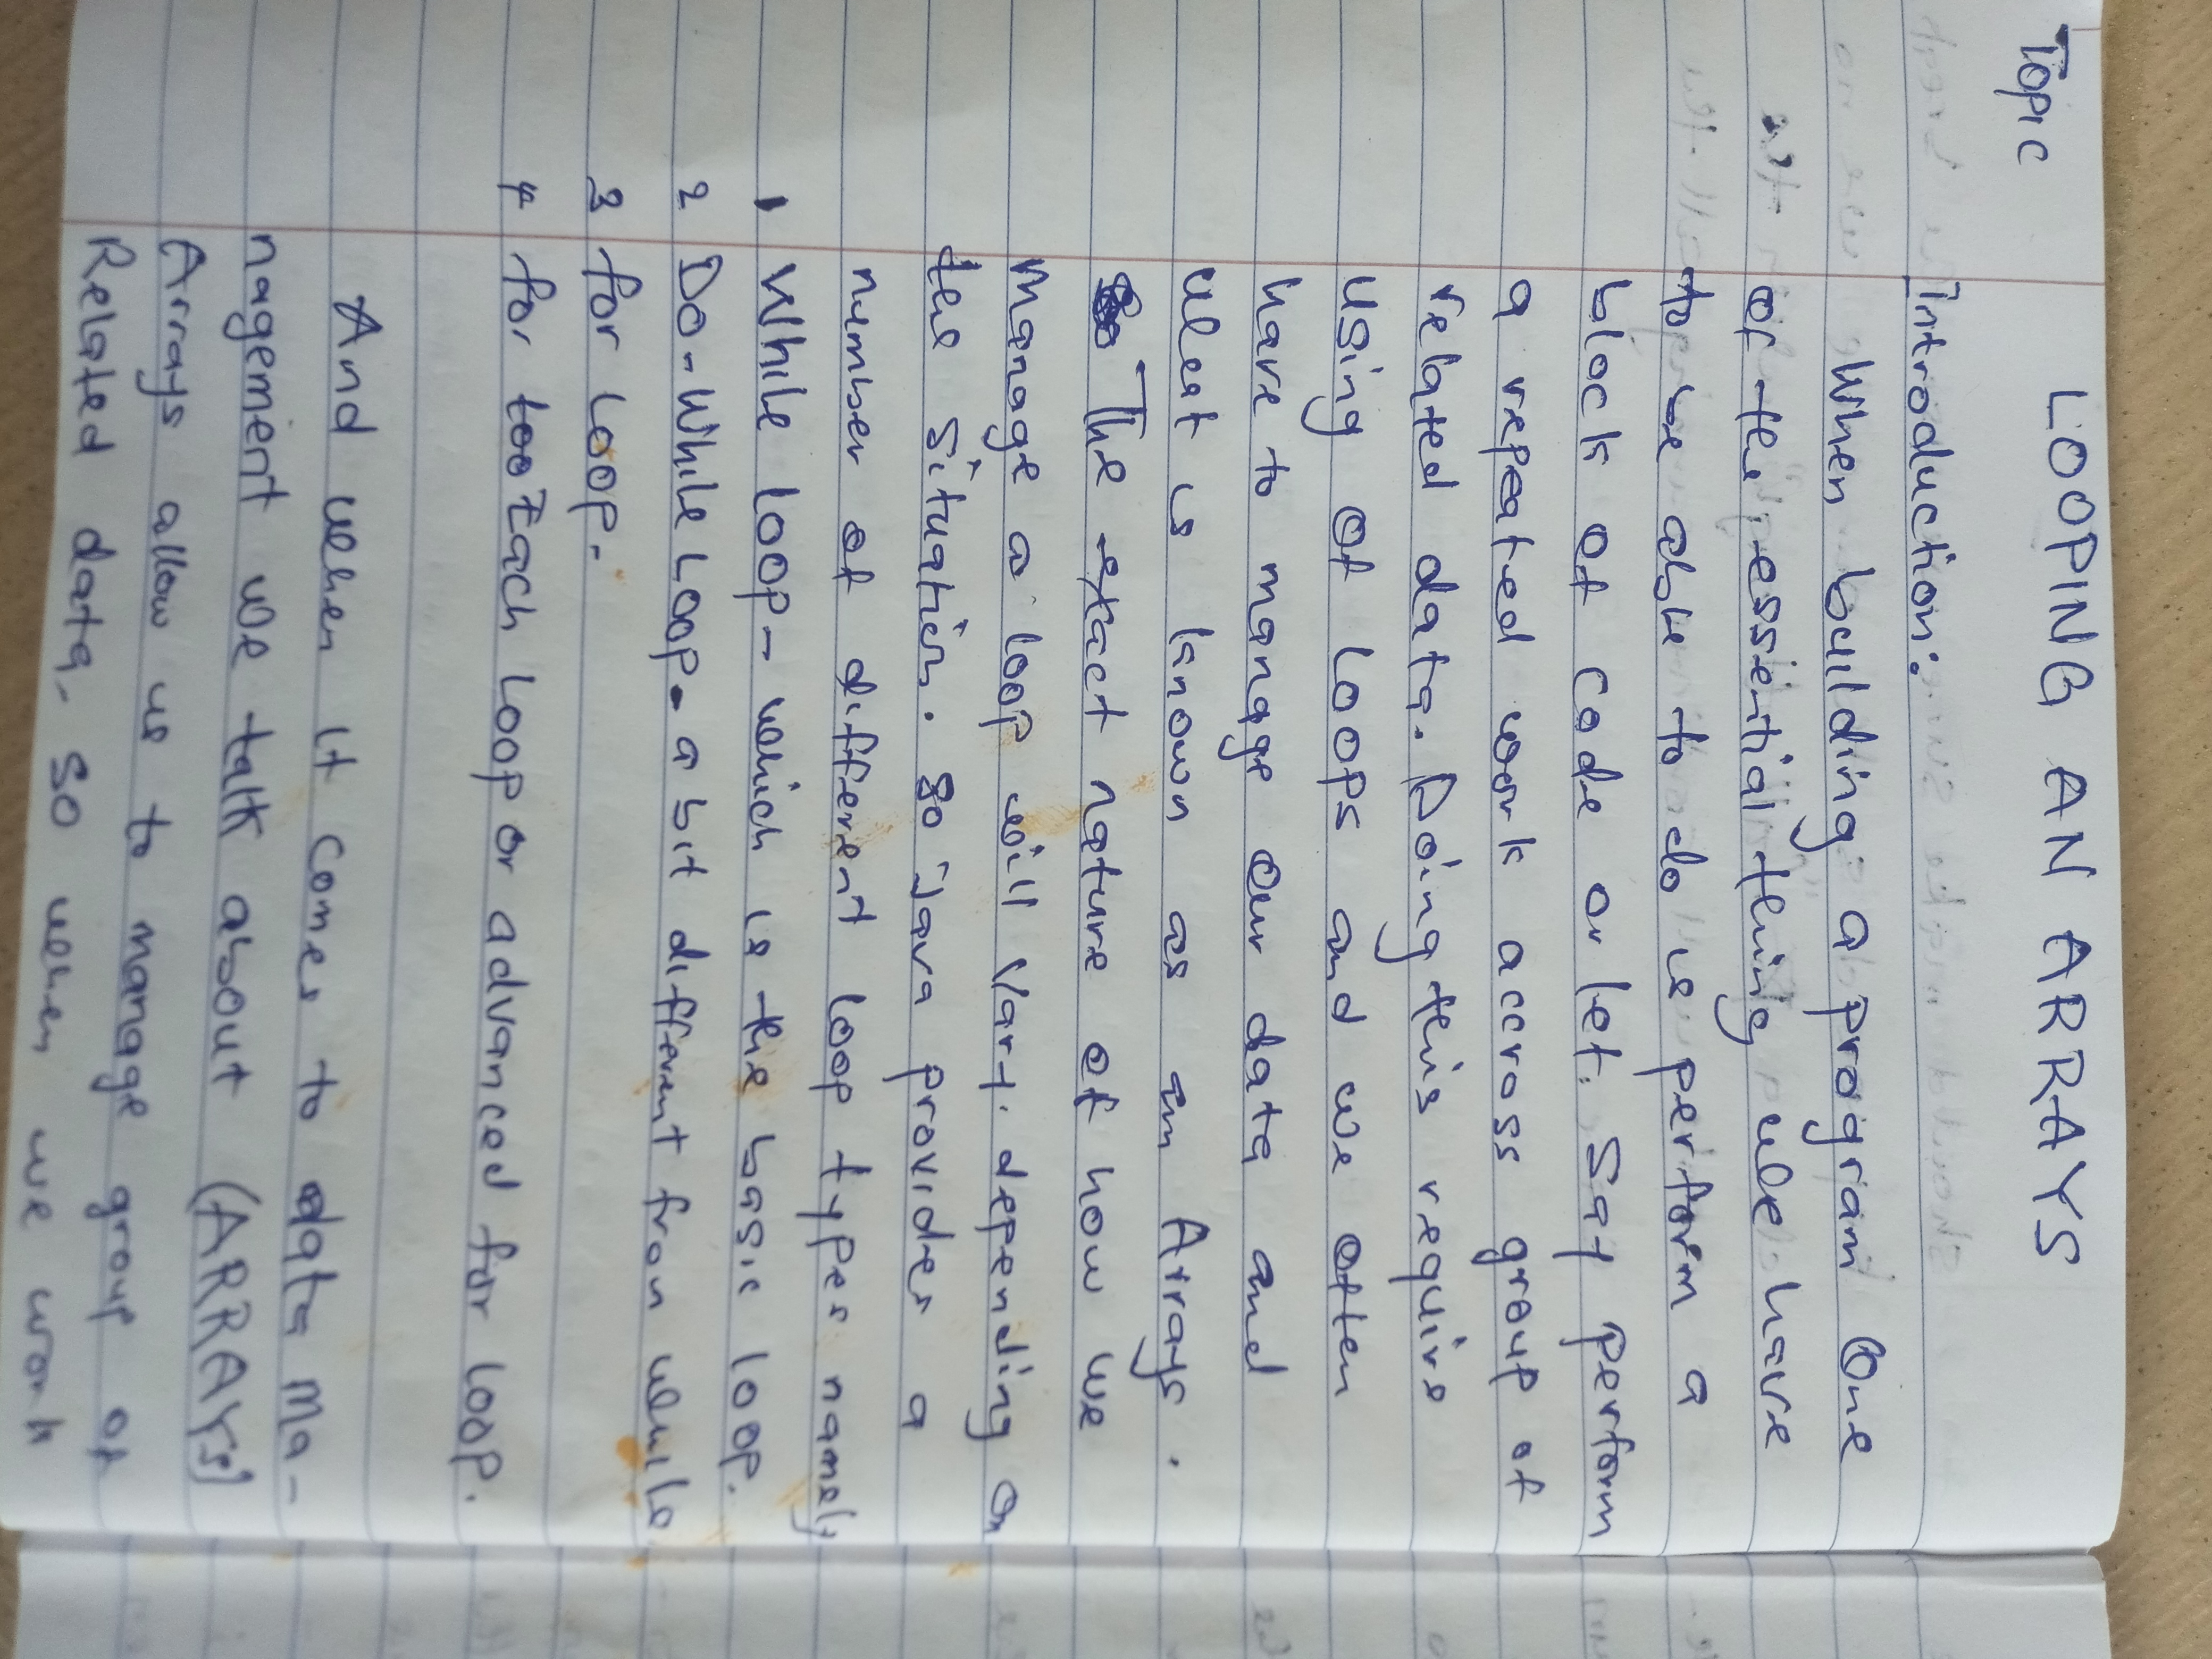 Topic LOOPING AN ARRAYS
Introduction:
When building a program One
of the essential thing we have
to be able to do is perform a
block of code or let. Say perform
a repeated work accross group of
related data. Doing this require
Using of Loops and we often
have to manage our data and
What is known as an Arrays.
The extact nature of how we
manage a loop will Vary. depending on
the situation. So Java provides a
number of different loop types namely
1 While loop- which is the basic loop.
2 Do-While Loop- a bit different from while
3 for Loop.
4 for Each Loop or advanced for loop.
And when it comes to data ma-
nagement we talk about (ARRAYS)
Arrays allow us to manage group of
Related data, so when we work